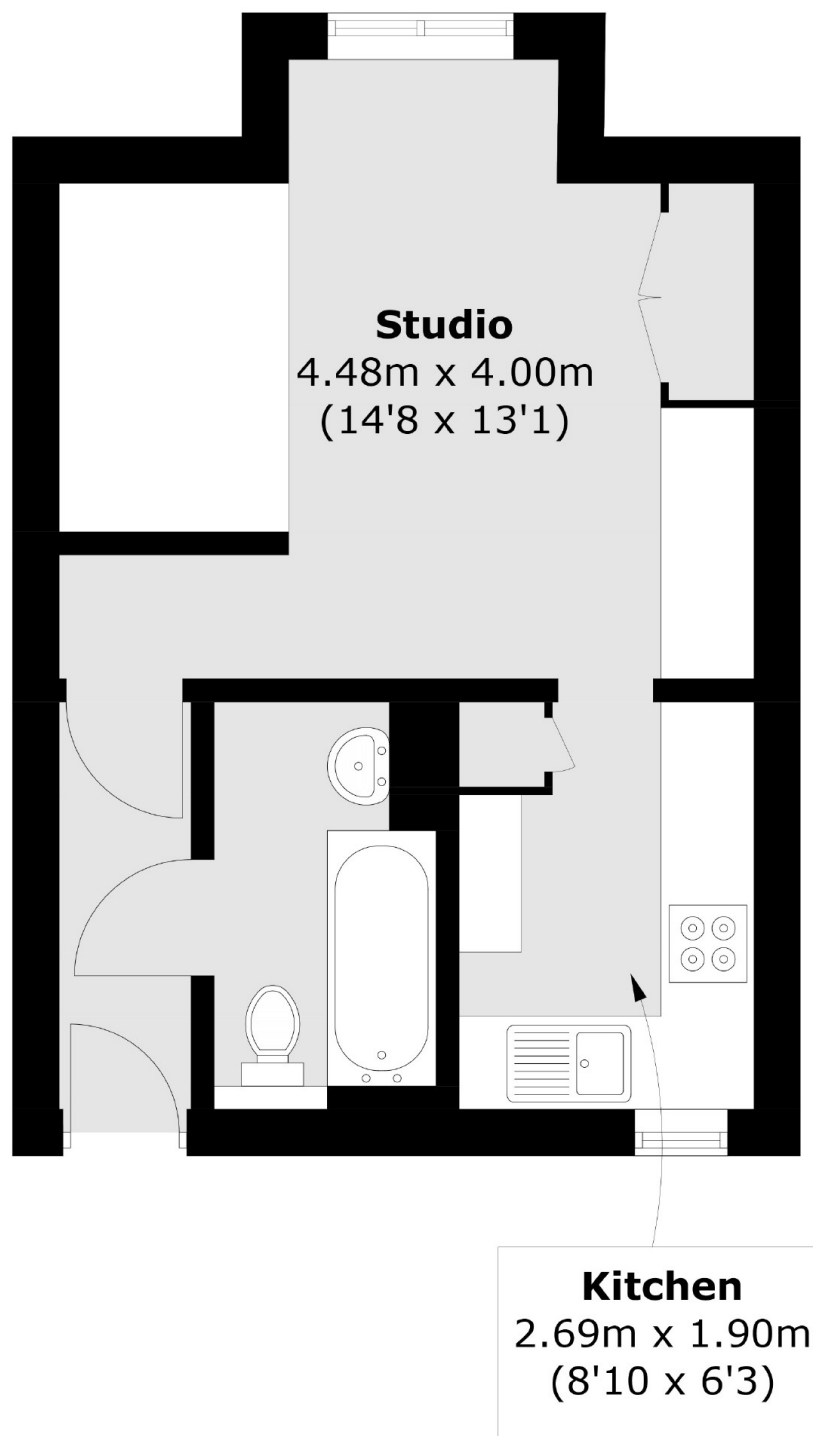 Studio
4.48m x 4.00m
(14'8 x 13'1)
Kitchen
2.69m x 1.90m
(8'10 x 6'3)